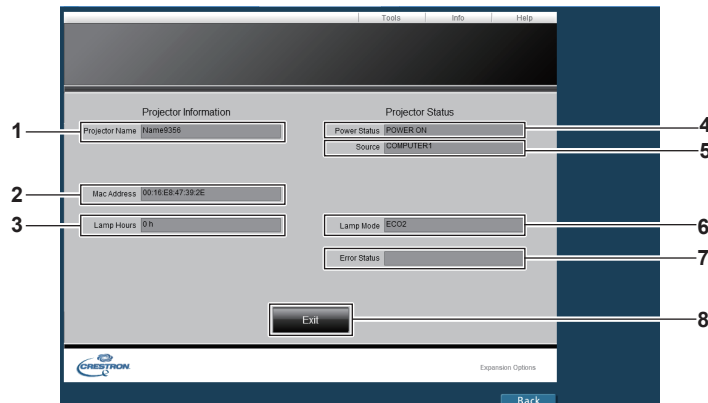 Tools Info Help
Projector Information Projector Status
1 Projector Name Name9356 Power Status POWER ON 4
Source COMPUTER1 5
2 Mac Address 00:16:E8:47:39:2E
3 Lamp Hours 0 h Lamp Mode ECO2 6
Error Status 7
Exit 8
CRESTRON Expansion Options
Back